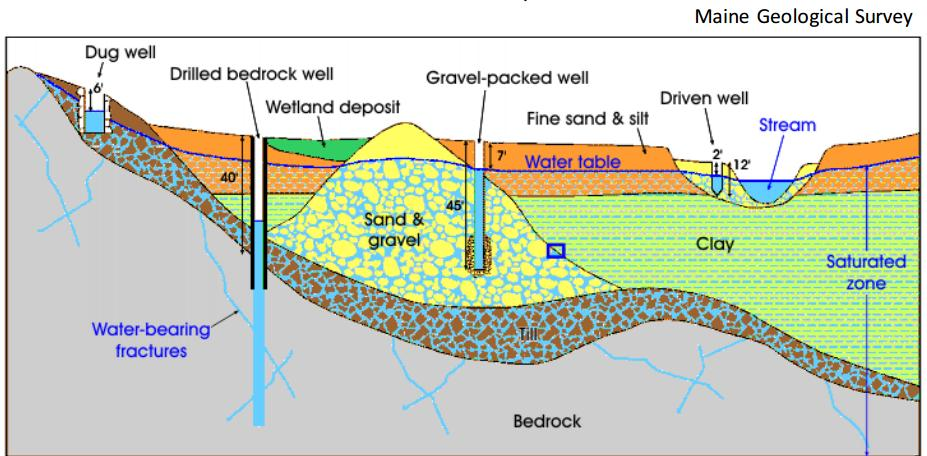 Maine Geological Survey
Dug well
6'
Drilled bedrock well
Wetland deposit
Gravel-packed well
Fine sand & silt
Driven well
Stream
7'
Water table
2'
12'
40'
45'
Sand &
gravel
Clay
Saturated
zone
Water-bearing
fractures
Till
Bedrock